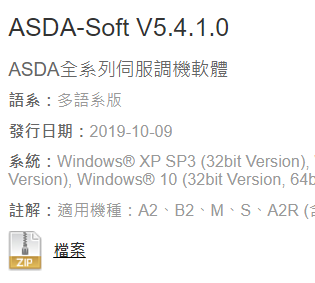 ASDA-Soft V5.4.1.0
ASDA全系列伺服調機軟體
語系：多語系版
發行日期：2019-10-09
系統：Windows® XP SP3 (32bit Version),
Version), Windows® 10 (32bit Version, 64b
註解：適用機種：A2、B2、M、S、A2R (含
ZIP
檔案